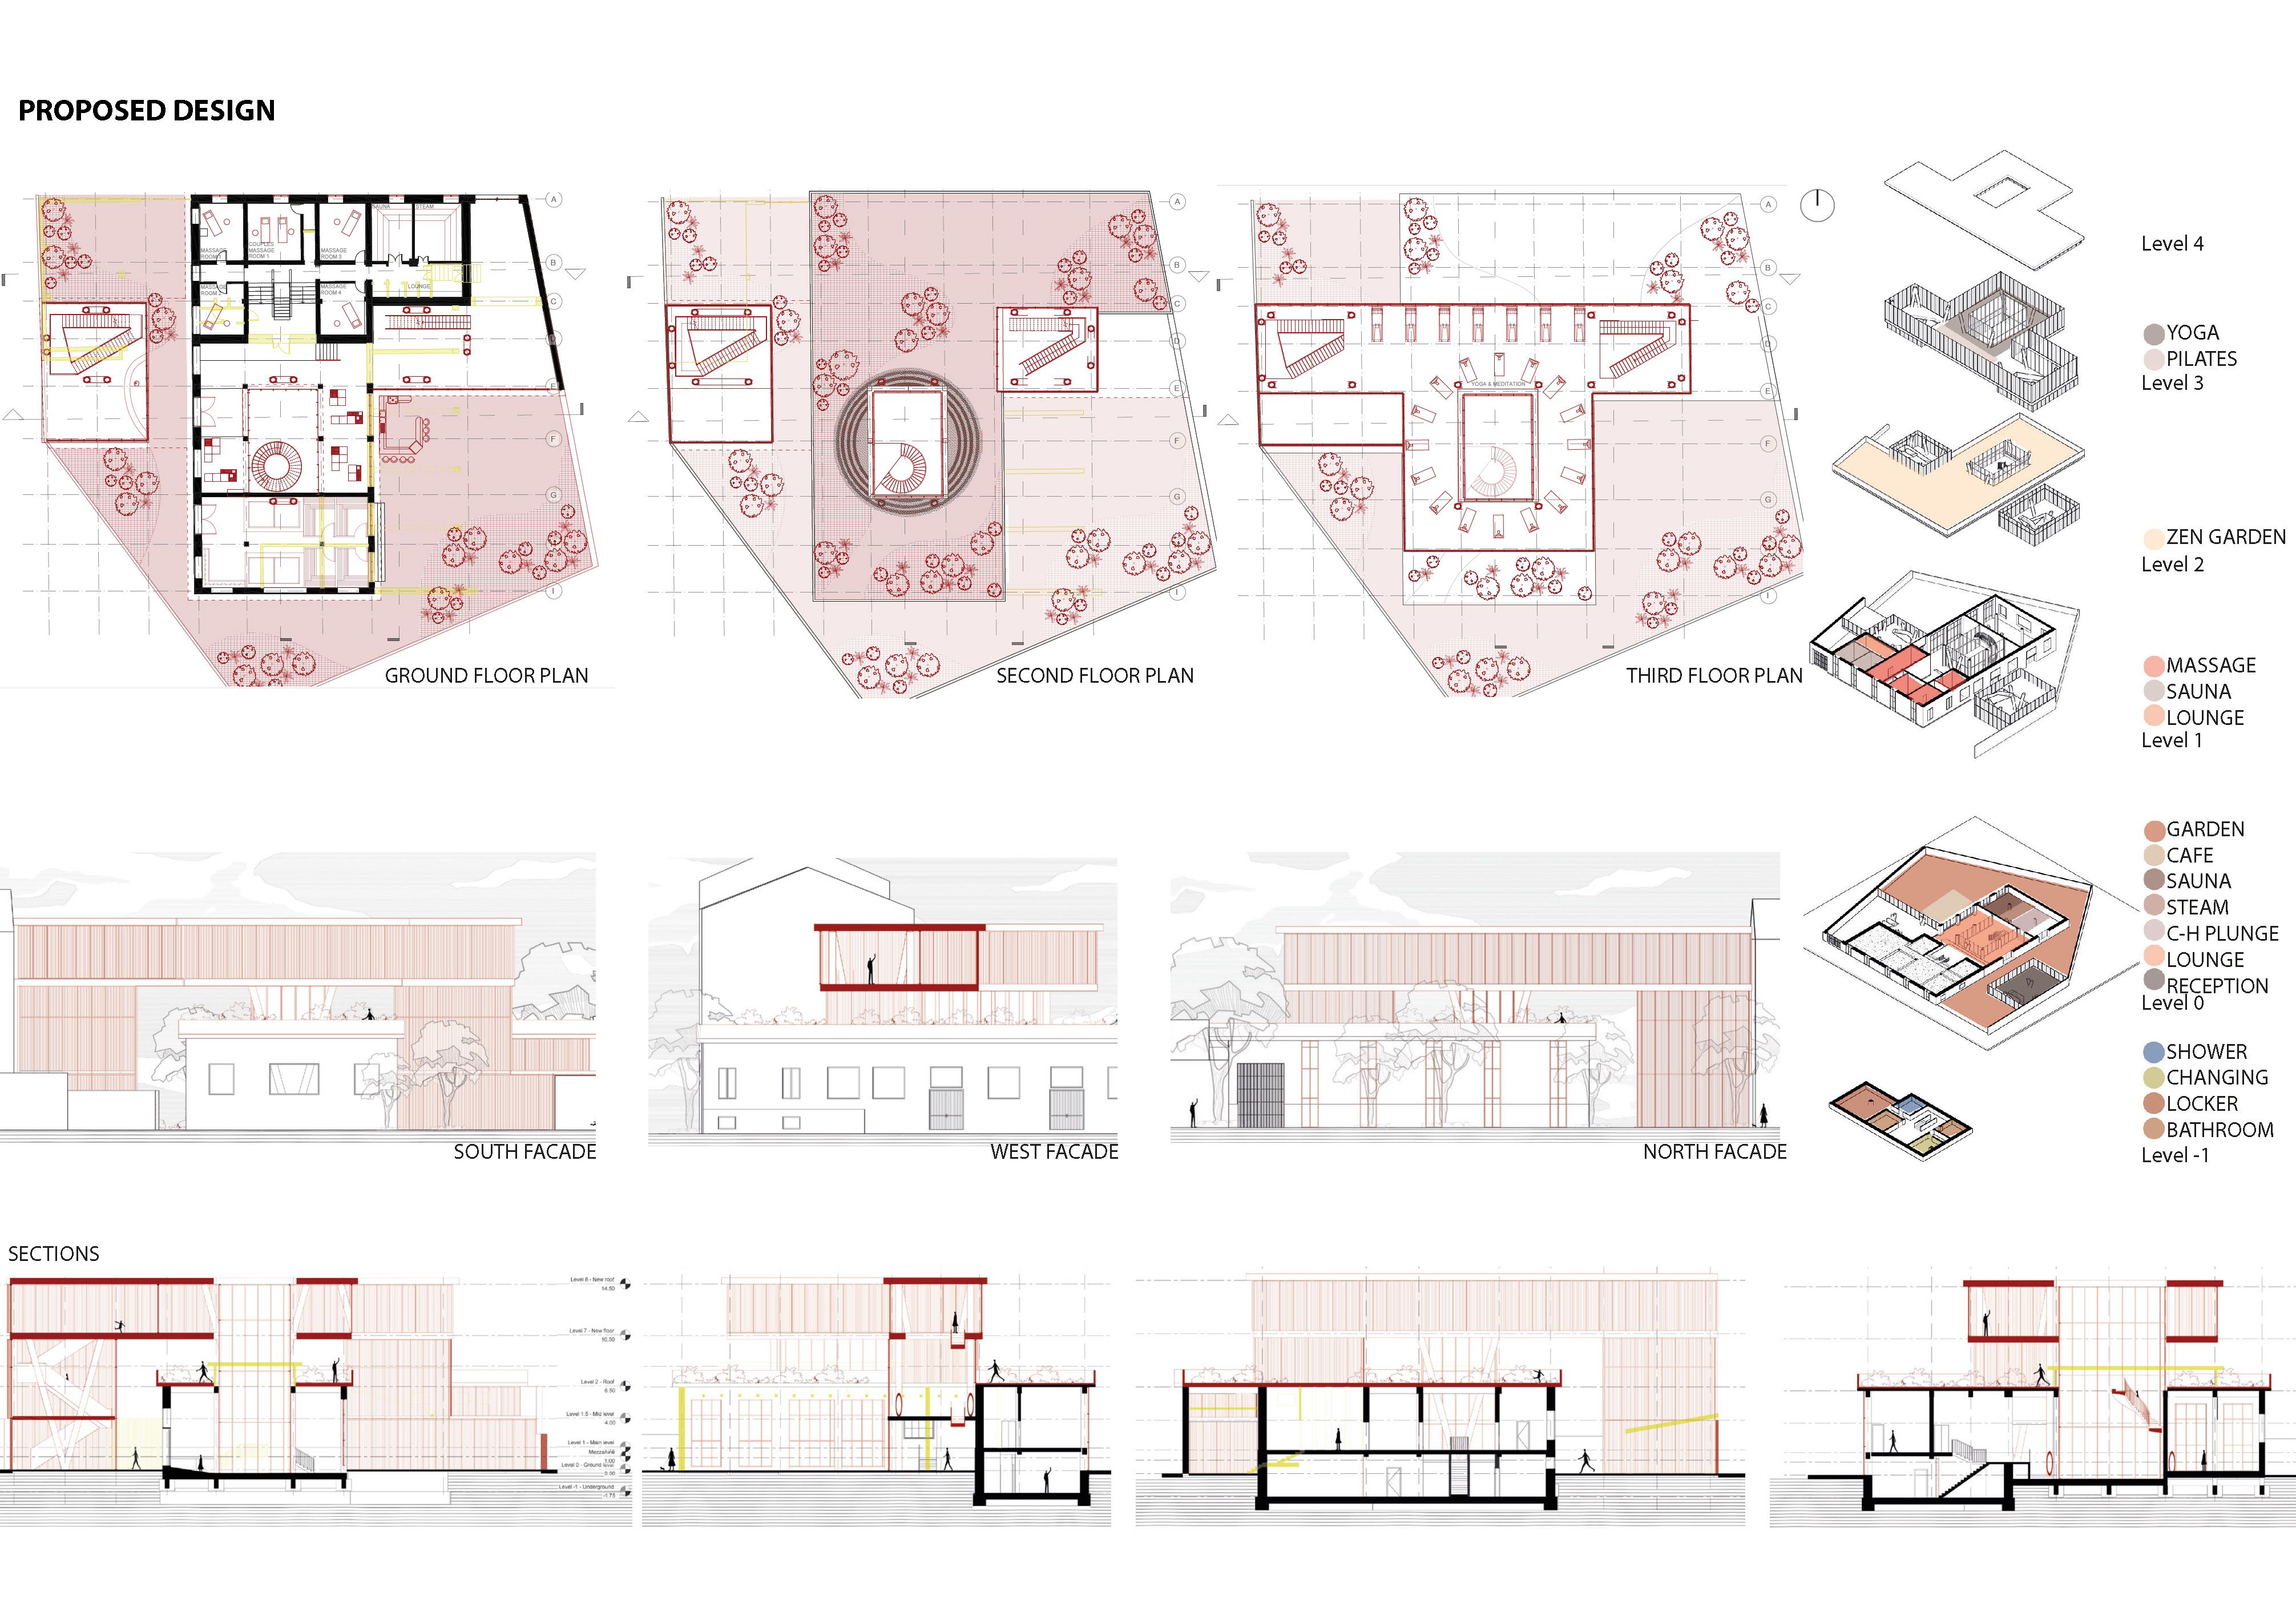 PROPOSED DESIGN
MASSAGE
ROOM 1
COUPLES
MASSAGE
ROOM 1
MASSAGE
ROOM 3
SAUNA
STEAM
MASSAGE
ROOM 2
MASSAGE
ROOM 4
LOUNGE
A
B
C
E
F
G
I
GROUND FLOOR PLAN
A
B
C
D
E
F
G
I
SECOND FLOOR PLAN
YOGA & MEDITATION
A
B
C
D
E
F
G
I
THIRD FLOOR PLAN
Level 4
YOGA
PILATES
Level 3
ZEN GARDEN
Level 2
MASSAGE
SAUNA
LOUNGE
Level 1
GARDEN
CAFE
SAUNA
STEAM
C-H PLUNGE
LOUNGE
RECEPTION
Level 0
SHOWER
CHANGING
LOCKER
BATHROOM
Level -1
SOUTH FACADE
WEST FACADE
NORTH FACADE
SECTIONS
Level 8 - New roof
14.50
Level 7 - New floor
10.50
Level 2 - Roof
6.50
Level 1.5 - Mid level
4.00
Level 1 - Main level
Mezzanine
1.00
Level 0 - Ground level
0.00
Level -1 - Underground
-1.75